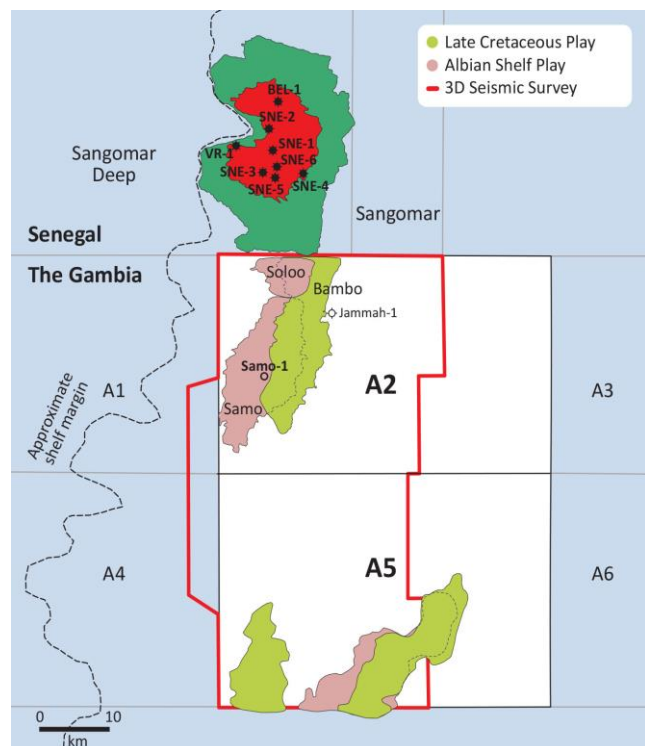 Late Cretaceous Play
Albian Shelf Play
3D Seismic Survey
BEL-1
SNE-2
VR-1
SNE-1
SNE-6
SNE-3
SNE-5
SNE-4
Sangomar
Deep
Sangomar
Senegal
The Gambia
Soloo
Bambo
Jammah-1
Samo-1
A1
A2
A3
Samo
Approximate
shelf margin
A4
A5
A6
0 10
km